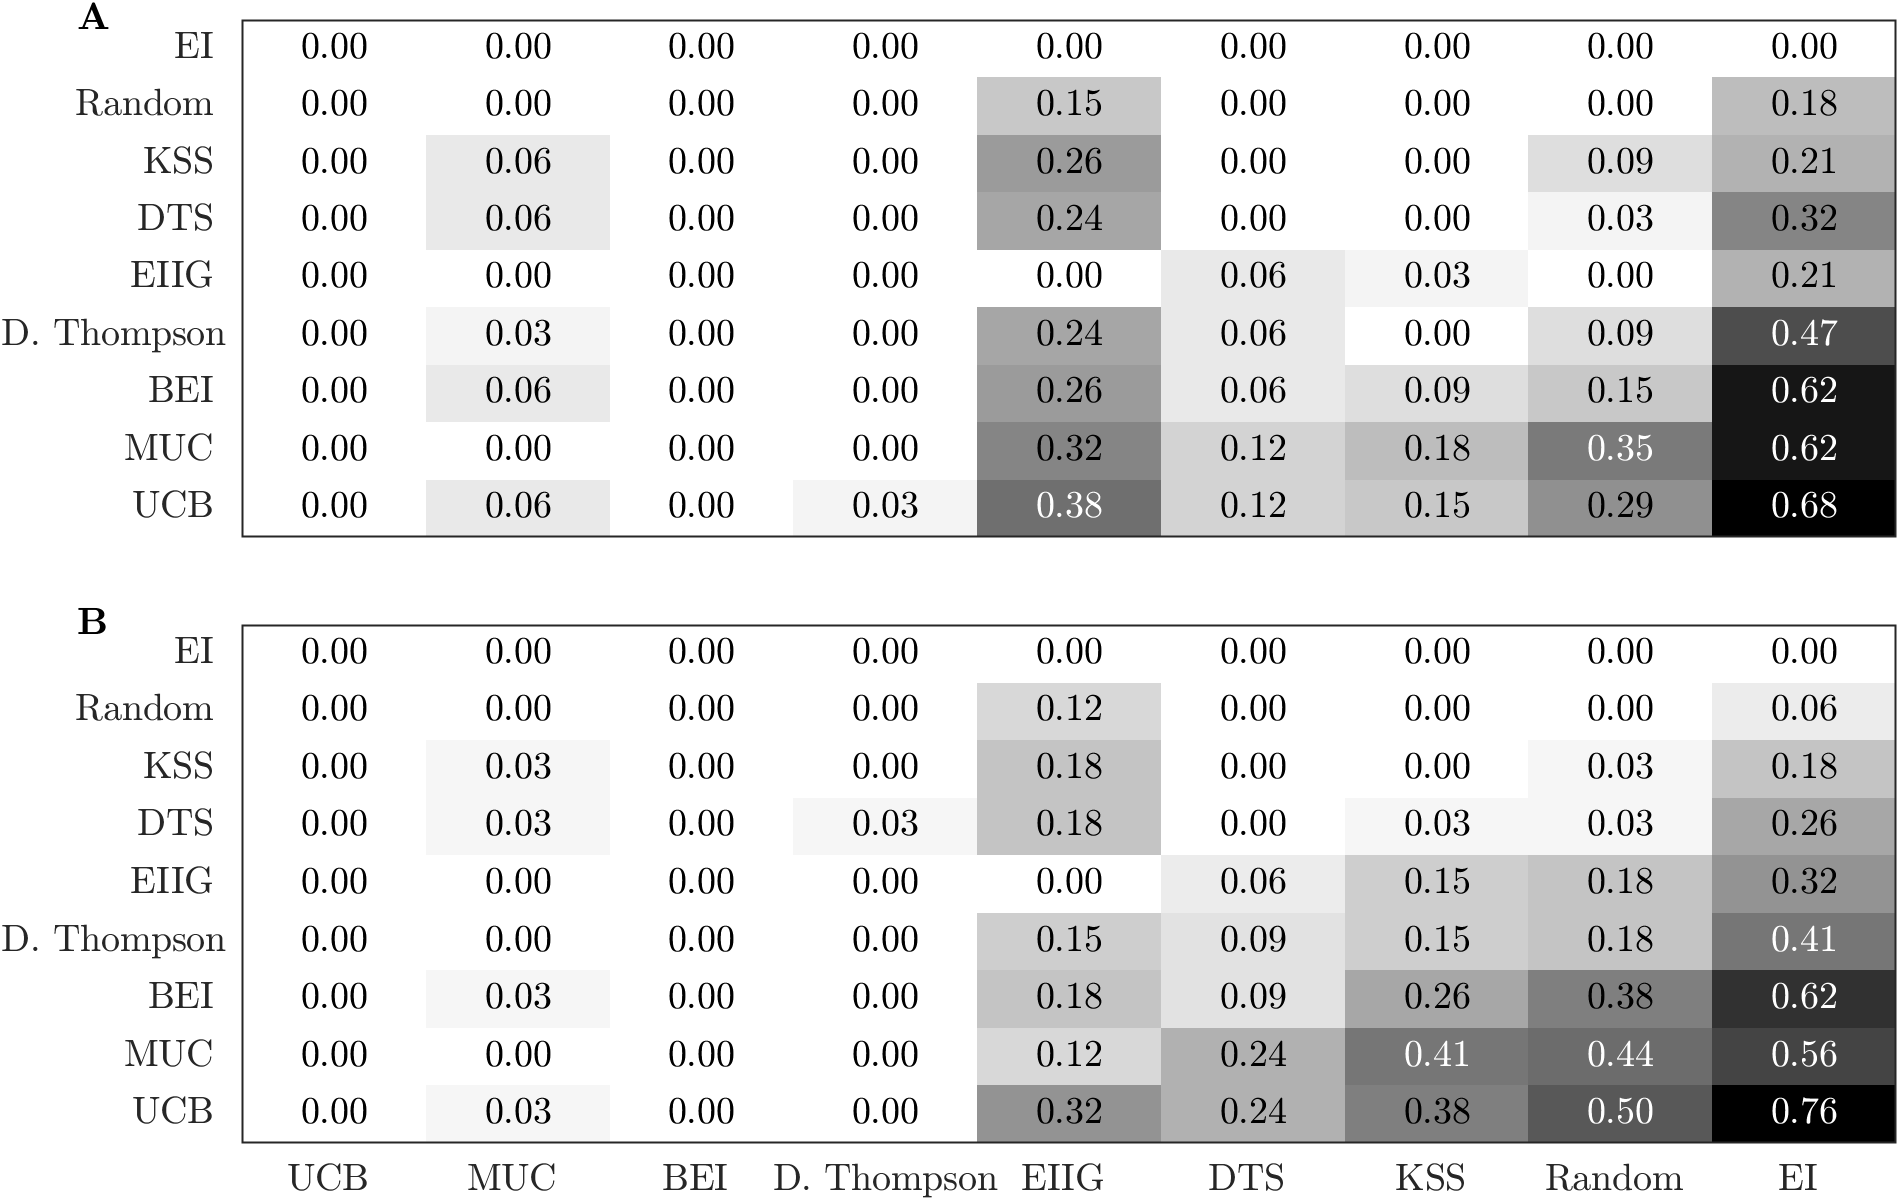 A
EI 0.00 0.00 0.00 0.00 0.00 0.00 0.00 0.00 0.00
Random 0.00 0.00 0.00 0.00 0.15 0.00 0.00 0.00 0.18
KSS 0.00 0.06 0.00 0.00 0.26 0.00 0.00 0.09 0.21
DTS 0.00 0.06 0.00 0.00 0.24 0.00 0.00 0.03 0.32
EIIG 0.00 0.00 0.00 0.00 0.00 0.06 0.03 0.00 0.21
D. Thompson 0.00 0.03 0.00 0.00 0.24 0.06 0.00 0.09 0.47
BEI 0.00 0.06 0.00 0.00 0.26 0.06 0.09 0.15 0.62
MUC 0.00 0.00 0.00 0.00 0.32 0.12 0.18 0.35 0.62
UCB 0.00 0.06 0.00 0.03 0.38 0.12 0.15 0.29 0.68
B
EI 0.00 0.00 0.00 0.00 0.00 0.00 0.00 0.00 0.00
Random 0.00 0.00 0.00 0.00 0.12 0.00 0.00 0.00 0.06
KSS 0.00 0.03 0.00 0.00 0.18 0.00 0.00 0.03 0.18
DTS 0.00 0.03 0.00 0.03 0.18 0.00 0.03 0.03 0.26
EIIG 0.00 0.00 0.00 0.00 0.00 0.06 0.15 0.18 0.32
D. Thompson 0.00 0.00 0.00 0.00 0.15 0.09 0.15 0.18 0.41
BEI 0.00 0.03 0.00 0.00 0.18 0.09 0.26 0.38 0.62
MUC 0.00 0.00 0.00 0.00 0.12 0.24 0.41 0.44 0.56
UCB 0.00 0.03 0.00 0.00 0.32 0.24 0.38 0.50 0.76
UCB MUC BEI D. Thompson EIIG DTS KSS Random EI